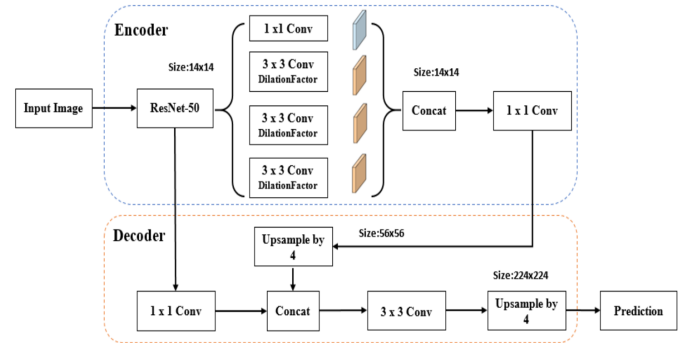 Encoder
Size:14x14
1 x1 Conv
3 x 3 Conv
DilationFactor
3 x 3 Conv
DilationFactor
3 x 3 Conv
DilationFactor
Size:14x14
Input Image
ResNet-50
Concat
1 x 1 Conv
Decoder
Upsample by
4
Size:56x56
Size:224x224
1 x 1 Conv
Concat
3 x 3 Conv
Upsample by
4
Prediction